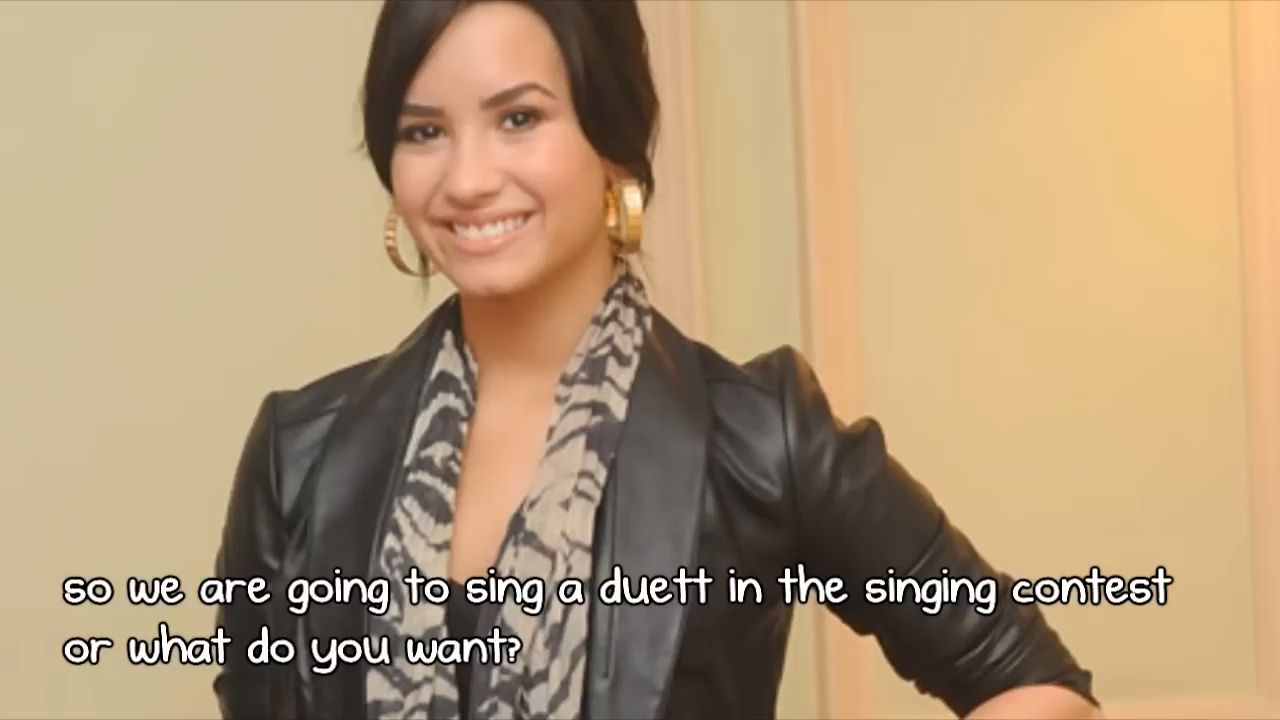 so we are going to sing a duett in the singing contest
or what do you want?